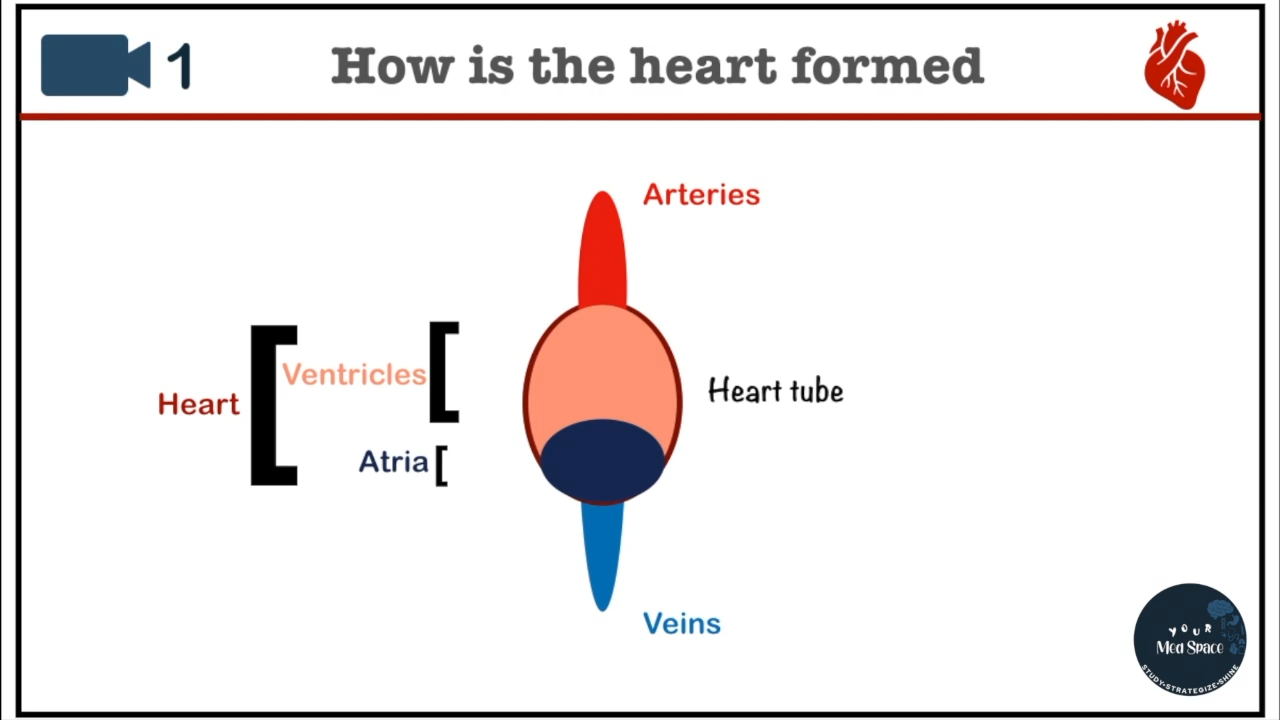 1
How is the heart formed
Arteries
Ventricles
Heart tube
Heart
Atria
Veins
YOUR
Med Space
STUDY•STRATEGIZE•SHINE